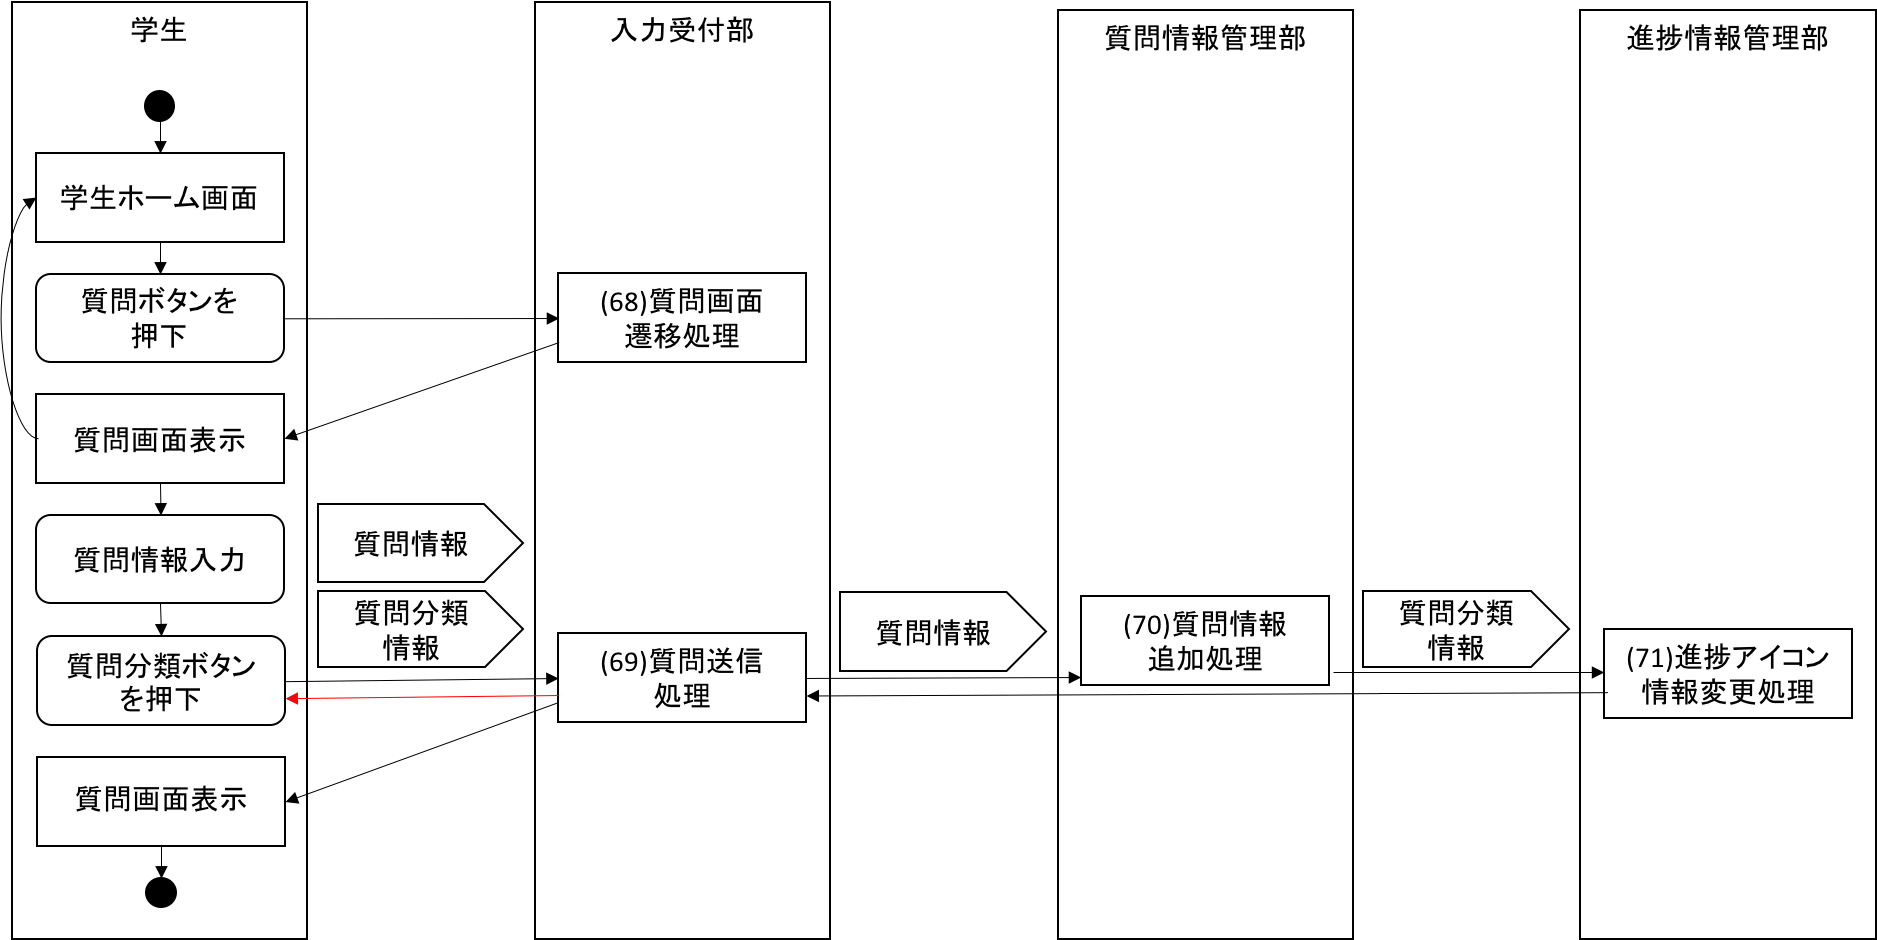 学生
入力受付部
質問情報管理部
進捗情報管理部
学生ホーム画面
質問ボタンを
押下
(68)質問画面
遷移処理
質問画面表示
質問情報
質問情報入力
質問分類
情報
質問分類ボタン
を押下
(69)質問送信
処理
質問情報
(70)質問情報
追加処理
質問分類
情報
(71)進捗アイコン
情報変更処理
質問画面表示